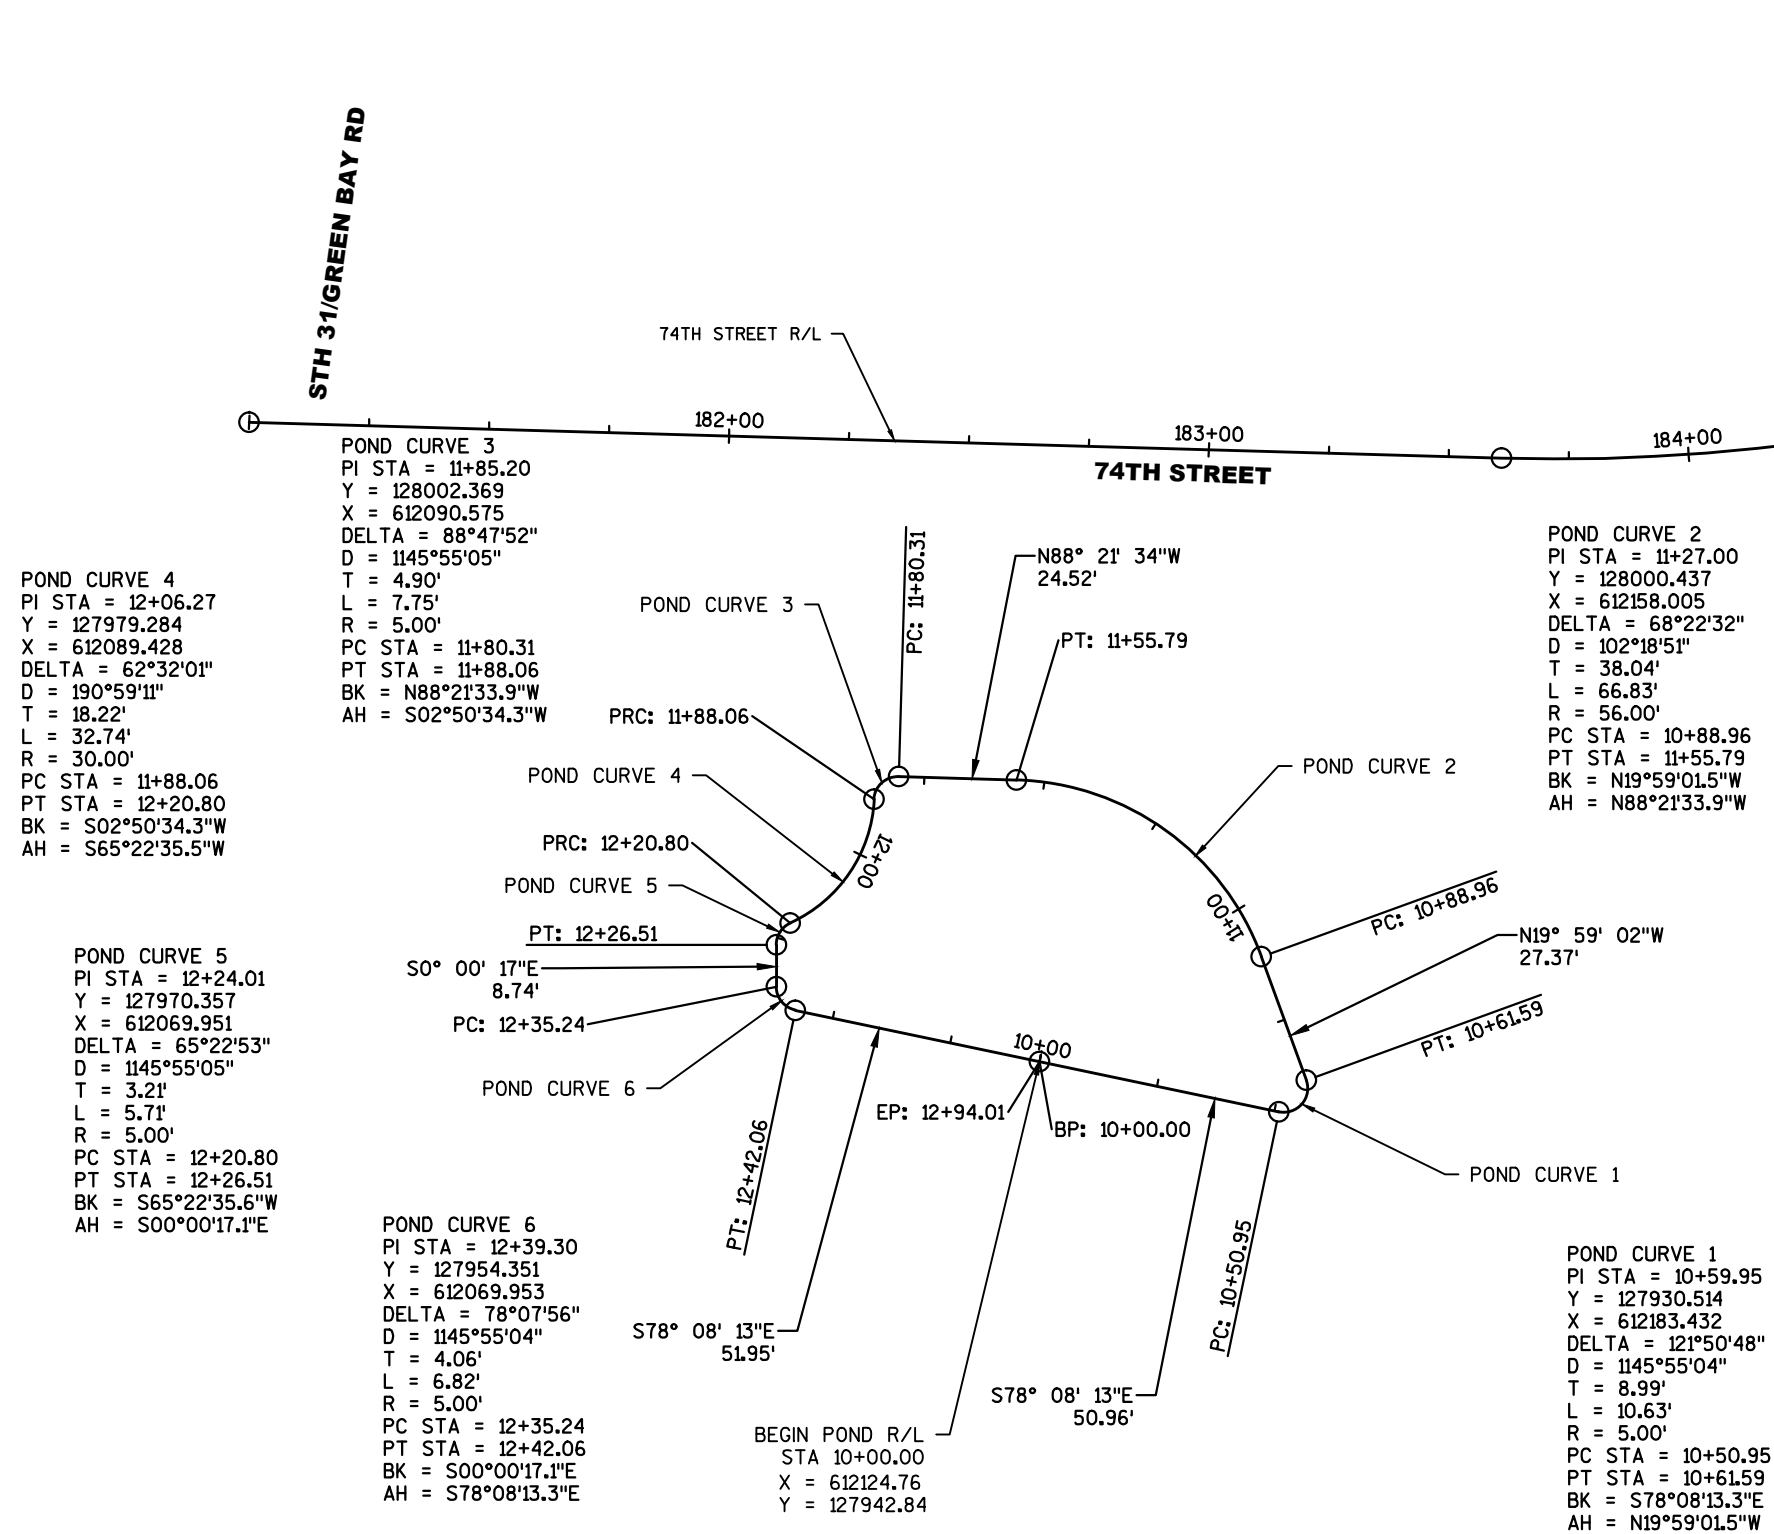 STH 31/GREEN BAY RD
74TH STREET R/L
182+00
183+00
184+00
74TH STREET
POND CURVE 3
PI STA = 11+85.20
Y = 128002.369
X = 612090.575
DELTA = 88°47'52"
D = 1145°55'05"
T = 4.90'
L = 7.75'
R = 5.00'
PC STA = 11+80.31
PT STA = 11+88.06
BK = N88°21'33.9"W
AH = S02°50'34.3"W
POND CURVE 4
PI STA = 12+06.27
Y = 127979.284
X = 612089.428
DELTA = 62°32'01"
D = 190°59'11"
T = 18.22'
L = 32.74'
R = 30.00'
PC STA = 11+88.06
PT STA = 12+20.80
BK = S02°50'34.3"W
AH = S65°22'35.5"W
POND CURVE 2
PI STA = 11+27.00
Y = 128000.437
X = 612158.005
DELTA = 68°22'32"
D = 102°18'51"
T = 38.04'
L = 66.83'
R = 56.00'
PC STA = 10+88.96
PT STA = 11+55.79
BK = N19°59'01.5"W
AH = N88°21'33.9"W
PC: 11+80.31
N88° 21' 34"W
24.52'
POND CURVE 3
PT: 11+55.79
PRC: 11+88.06
POND CURVE 4
POND CURVE 2
PRC: 12+20.80
12+00
POND CURVE 5
11+00
PC: 10+88.96
PT: 12+26.51
N19° 59' 02"W
27.37'
S0° 00' 17"E
8.74'
PC: 12+35.24
PT: 10+61.59
10+00
POND CURVE 6
EP: 12+94.01
BP: 10+00.00
PT: 12+42.06
POND CURVE 1
PC: 10+50.95
POND CURVE 5
PI STA = 12+24.01
Y = 127970.357
X = 612069.951
DELTA = 65°22'53"
D = 1145°55'05"
T = 3.21'
L = 5.71'
R = 5.00'
PC STA = 12+20.80
PT STA = 12+26.51
BK = S65°22'35.6"W
AH = S00°00'17.1"E
POND CURVE 6
PI STA = 12+39.30
Y = 127954.351
X = 612069.953
DELTA = 78°07'56"
D = 1145°55'04"
T = 4.06'
L = 6.82'
R = 5.00'
PC STA = 12+35.24
PT STA = 12+42.06
BK = S00°00'17.1"E
AH = S78°08'13.3"E
S78° 08' 13"E
51.95'
S78° 08' 13"E
50.96'
BEGIN POND R/L
STA 10+00.00
X = 612124.76
Y = 127942.84
POND CURVE 1
PI STA = 10+59.95
Y = 127930.514
X = 612183.432
DELTA = 121°50'48"
D = 1145°55'04"
T = 8.99'
L = 10.63'
R = 5.00'
PC STA = 10+50.95
PT STA = 10+61.59
BK = S78°08'13.3"E
AH = N19°59'01.5"W